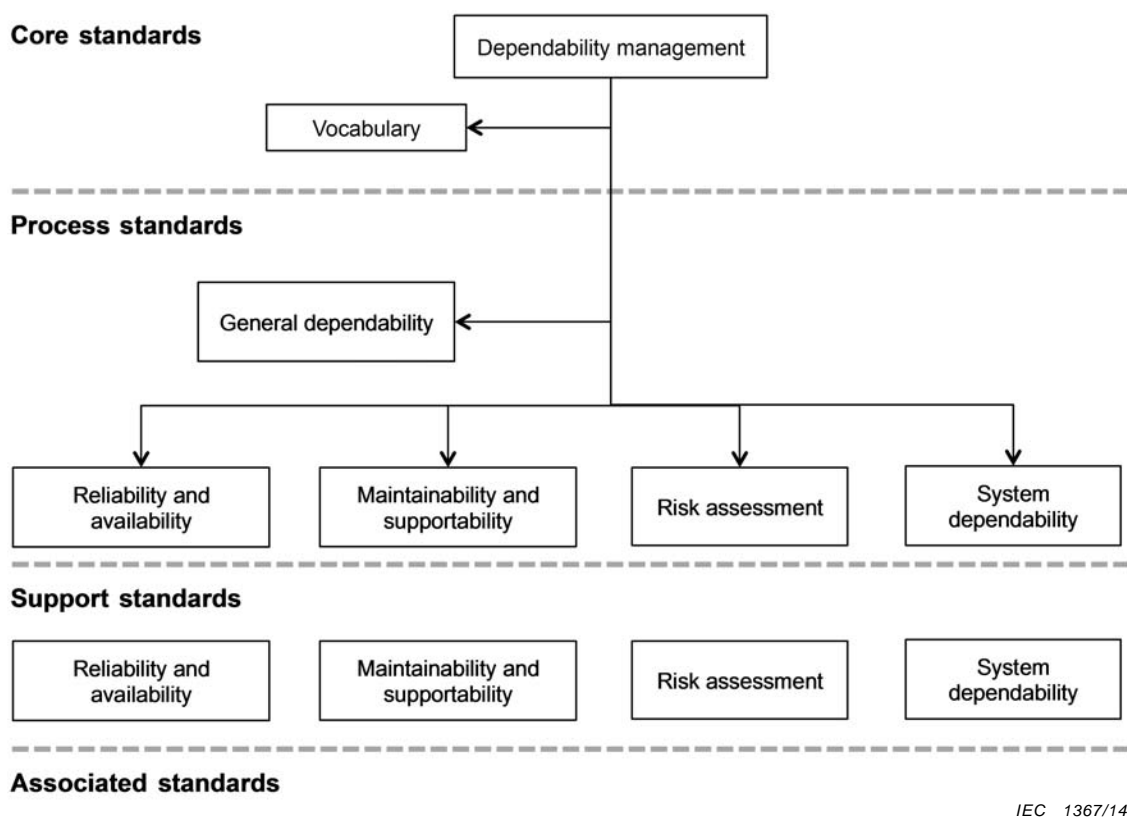 Core standards
Dependability management
Vocabulary
Process standards
General dependability
Reliability and
availability
Maintainability and
supportability
Risk assessment
System
dependability
Support standards
Reliability and
availability
Maintainability and
supportability
Risk assessment
System
dependability
Associated standards
IEC 1367/14